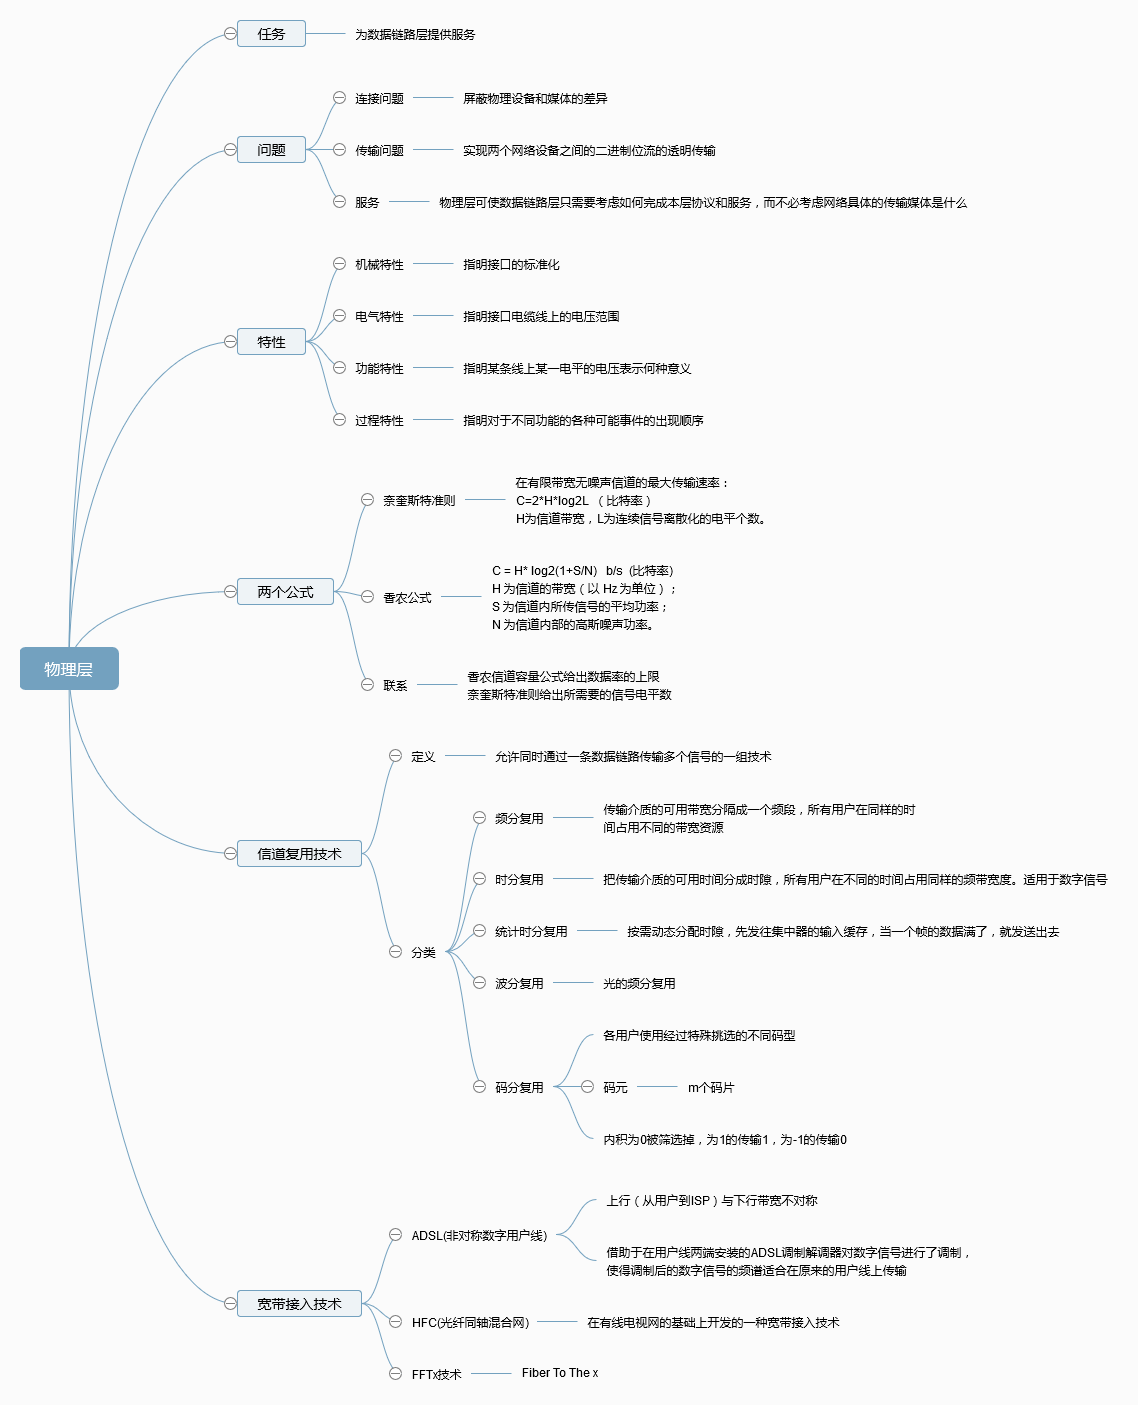 物理层
任务
为数据链路层提供服务
问题
连接问题
屏蔽物理设备和媒体的差异
传输问题
实现两个网络设备之间的二进制位流的透明传输
服务
物理层可使数据链路层只需要考虑如何完成本层协议和服务，而不必考虑网络具体的传输媒体是什么
特性
机械特性
指明接口的标准化
电气特性
指明接口电缆线上的电压范围
功能特性
指明某条线上某一电平的电压表示何种意义
过程特性
指明对于不同功能的各种可能事件的出现顺序
两个公式
奈奎斯特准则
在有限带宽无噪声信道的最大传输速率：
C=2*H*log2L （比特率）
H为信道带宽，L为连续信号离散化的电平个数。
香农公式
C = H* log2(1+S/N)   b/s  (比特率)
H 为信道的带宽（以 Hz 为单位）；
S 为信道内所传信号的平均功率；
N 为信道内部的高斯噪声功率。
联系
香农信道容量公式给出数据率的上限
奈奎斯特准则给出所需要的信号电平数
信道复用技术
定义
允许同时通过一条数据链路传输多个信号的一组技术
分类
频分复用
传输介质的可用带宽分隔成一个频段，所有用户在同样的时
间占用不同的带宽资源
时分复用
把传输介质的可用时间分成时隙，所有用户在不同的时间占用同样的频带宽度。适用于数字信号
统计时分复用
按需动态分配时隙，先发往集中器的输入缓存，当一个帧的数据满了，就发送出去
波分复用
光的频分复用
码分复用
各用户使用经过特殊挑选的不同码型
码元
m个码片
内积为0被筛选掉，为1的传输1，为-1的传输0
宽带接入技术
ADSL(非对称数字用户线)
上行（从用户到ISP）与下行带宽不对称
借助于在用户线两端安装的ADSL调制解调器对数字信号进行了调制，
使得调制后的数字信号的频谱适合在原来的用户线上传输
HFC(光纤同轴混合网)
在有线电视网的基础上开发的一种宽带接入技术
FFTx技术
Fiber To The x